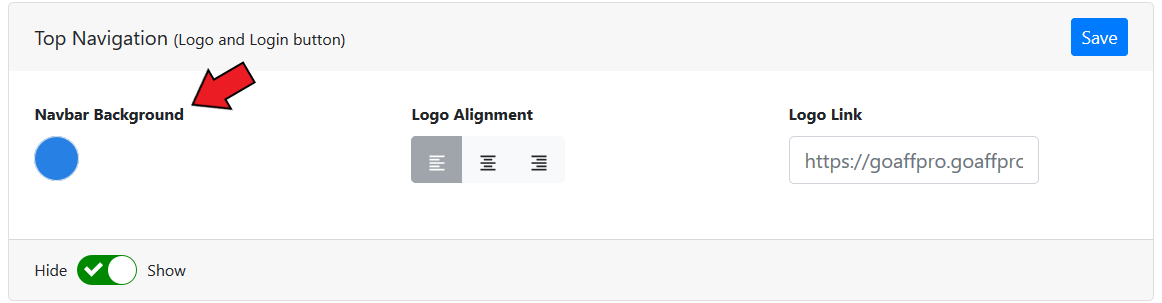 Top Navigation (Logo and Login button)
Save
Navbar Background
Logo Alignment
Logo Link
https://goaffpro.goaffprc
Hide
Show